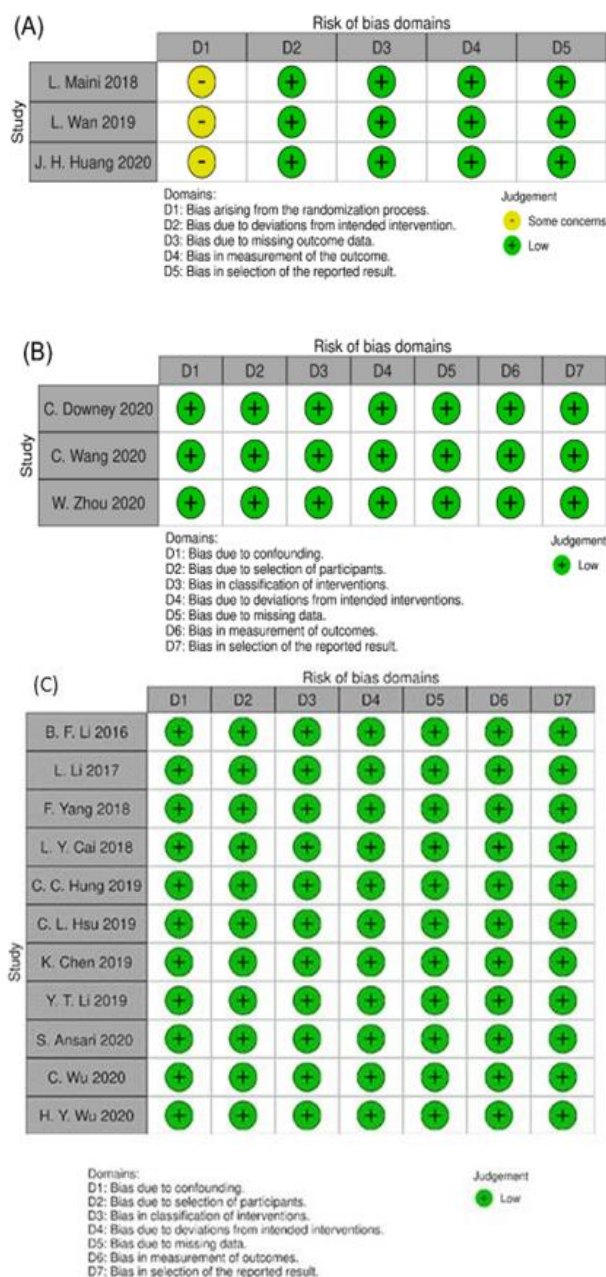 (A)
Risk of bias domains
D1 D2 D3 D4 D5
Study
L. Maini 2018 - + + + +
L. Wan 2019 - + + + +
J. H. Huang 2020 - + + + +
Domains:
D1: Bias arising from the randomization process.
D2: Bias due to deviations from intended intervention.
D3: Bias due to missing outcome data.
D4: Bias in measurement of the outcome.
D5: Bias in selection of the reported result.
Judgement
- Some concerns
+ Low
(B)
Risk of bias domains
D1 D2 D3 D4 D5 D6 D7
Study
C. Downey 2020 + + + + + + +
C. Wang 2020 + + + + + + +
W. Zhou 2020 + + + + + + +
Domains:
D1: Bias due to confounding.
D2: Bias due to selection of participants.
D3: Bias in classification of interventions.
D4: Bias due to deviations from intended interventions.
D5: Bias due to missing data.
D6: Bias in measurement of outcomes.
D7: Bias in selection of the reported result.
Judgement
+ Low
(C)
Risk of bias domains
D1 D2 D3 D4 D5 D6 D7
Study
B. F. Li 2016 + + + + + + +
L. Li 2017 + + + + + + +
F. Yang 2018 + + + + + + +
L. Y. Cai 2018 + + + + + + +
C. C. Hung 2019 + + + + + + +
C. L. Hsu 2019 + + + + + + +
K. Chen 2019 + + + + + + +
Y. T. Li 2019 + + + + + + +
S. Ansari 2020 + + + + + + +
C. Wu 2020 + + + + + + +
H. Y. Wu 2020 + + + + + + +
Domains:
D1: Bias due to confounding.
D2: Bias due to selection of participants.
D3: Bias in classification of interventions.
D4: Bias due to deviations from intended interventions.
D5: Bias due to missing data.
D6: Bias in measurement of outcomes.
D7: Bias in selection of the reported result.
Judgement
+ Low